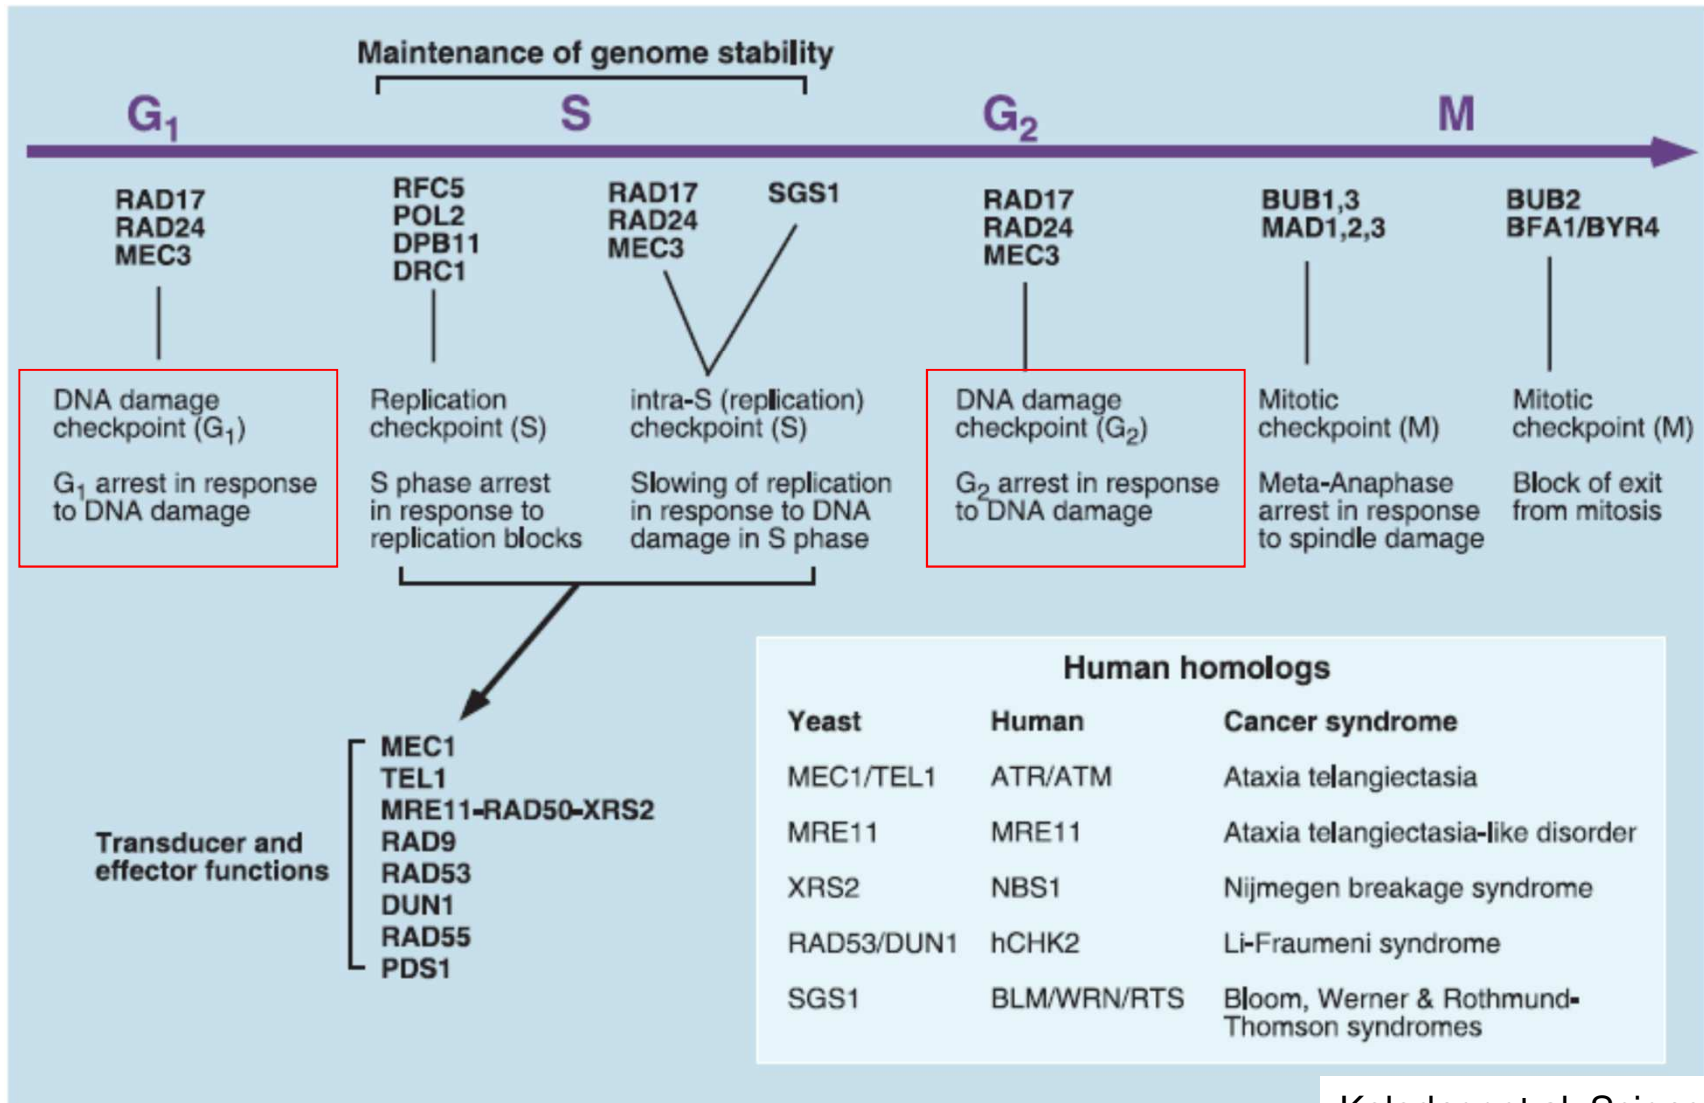 Maintenance of genome stability
G1
S
G2
M
RAD17
RAD24
MEC3
RFC5
POL2
DPB11
DRC1
RAD17
RAD24
MEC3
SGS1
RAD17
RAD24
MEC3
BUB1,3
MAD1,2,3
BUB2
BFA1/BYR4
DNA damage
checkpoint (G1)
G1 arrest in response
to DNA damage
Replication
checkpoint (S)
S phase arrest
in response to
replication blocks
intra-S (replication)
checkpoint (S)
Slowing of replication
in response to DNA
damage in S phase
DNA damage
checkpoint (G2)
G2 arrest in response
to DNA damage
Mitotic
checkpoint (M)
Meta-Anaphase
arrest in response
to spindle damage
Mitotic
checkpoint (M)
Block of exit
from mitosis
Transducer and
effector functions
MEC1
TEL1
MRE11-RAD50-XRS2
RAD9
RAD53
DUN1
RAD55
PDS1
Human homologs
Yeast Human Cancer syndrome
MEC1/TEL1 ATR/ATM Ataxia telangiectasia
MRE11 MRE11 Ataxia telangiectasia-like disorder
XRS2 NBS1 Nijmegen breakage syndrome
RAD53/DUN1 hCHK2 Li-Fraumeni syndrome
SGS1 BLM/WRN/RTS Bloom, Werner & Rothmund-
Thomson syndromes